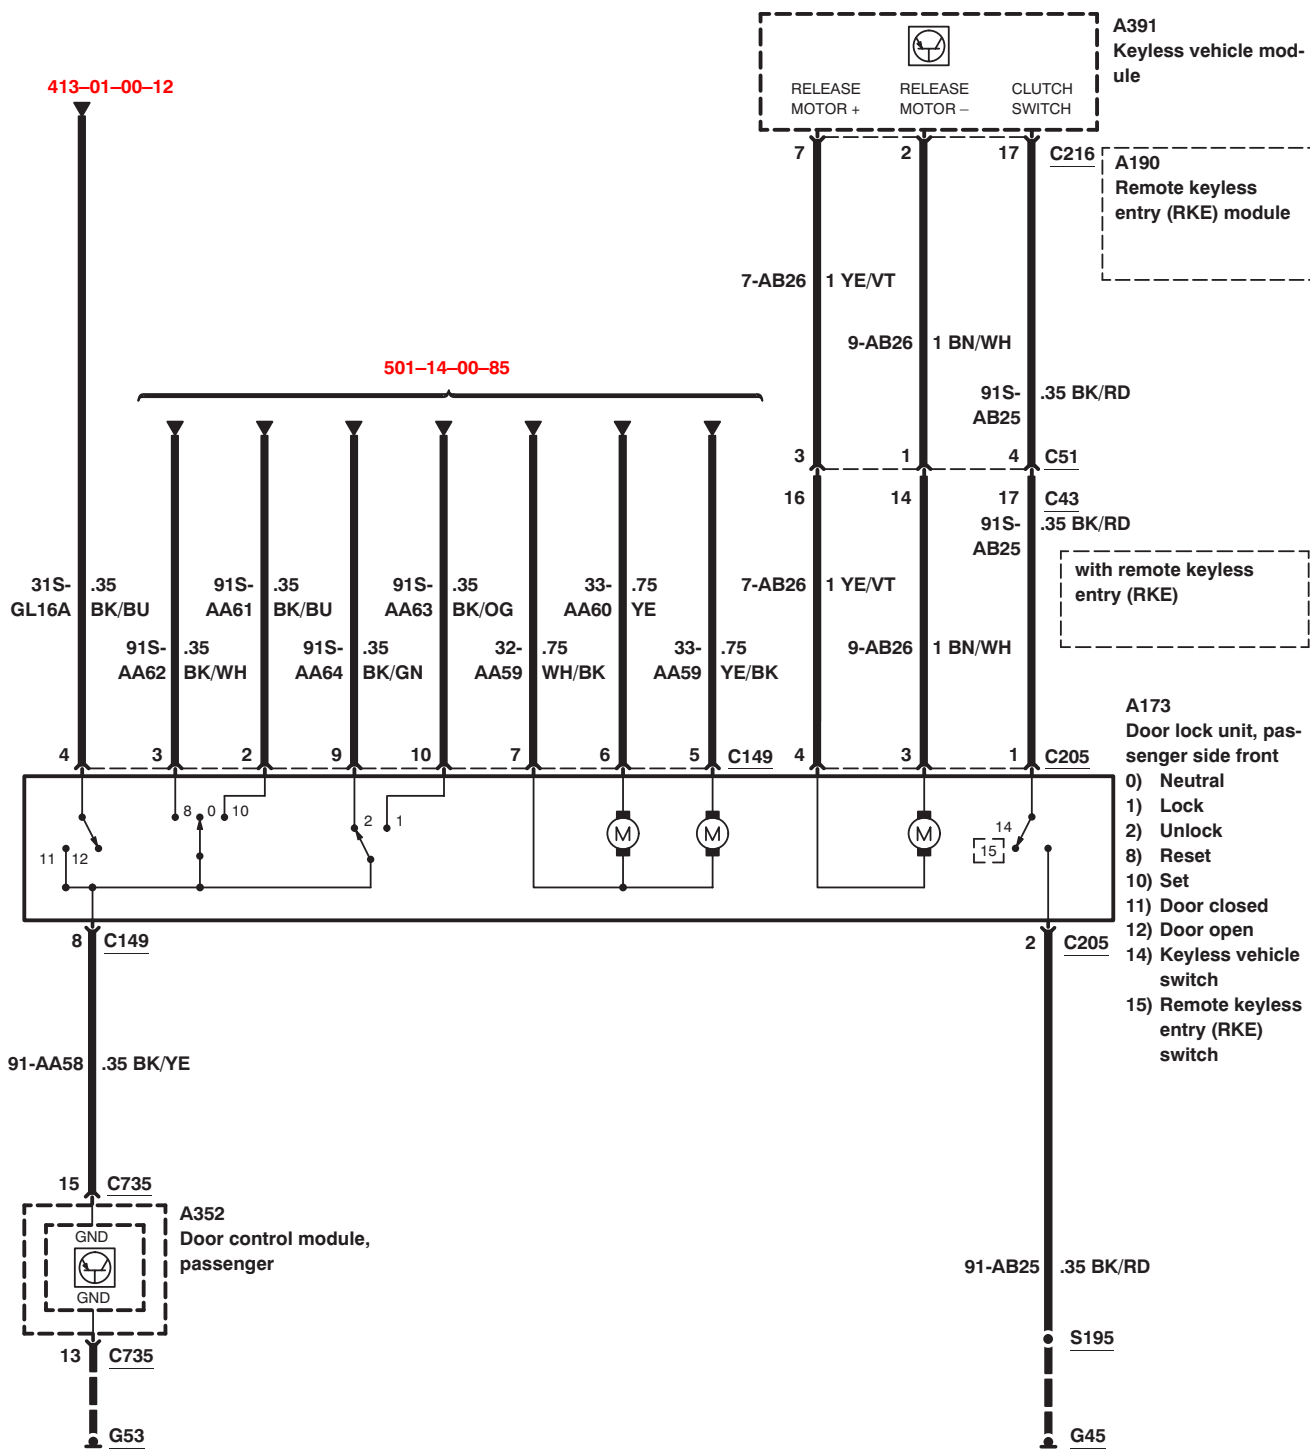 A391
Keyless vehicle mod-
ule
RELEASE MOTOR +
RELEASE MOTOR –
CLUTCH SWITCH
413–01–00–12
7 2 17 C216
A190
Remote keyless
entry (RKE) module
7-AB26 1 YE/VT
9-AB26 1 BN/WH
501–14–00–85
91S- .35 BK/RD
AB25
3 1 4 C51
16 14 17 C43
91S- .35 BK/RD
AB25
with remote keyless
entry (RKE)
31S- .35 91S- .35 91S- .35 33- .75 7-AB26 1 YE/VT
GL16A BK/BU AA61 BK/BU AA63 BK/OG AA60 YE
91S- .35 91S- .35 32- .75 33- .75 9-AB26 1 BN/WH
AA62 BK/WH AA64 BK/GN AA59 WH/BK AA59 YE/BK
4 3 2 9 10 7 6 5 C149 4 3 1 C205
A173
Door lock unit, pas-
senger side front
0) Neutral
1) Lock
2) Unlock
8) Reset
10) Set
11) Door closed
12) Door open
14) Keyless vehicle
switch
15) Remote keyless
entry (RKE)
switch
8 0 10 2 1
M M M 14
11 12 15
8 C149 2 C205
91-AA58 .35 BK/YE
15 C735
A352
Door control module,
passenger
GND
GND
91-AB25 .35 BK/RD
S195
13 C735
G53 G45